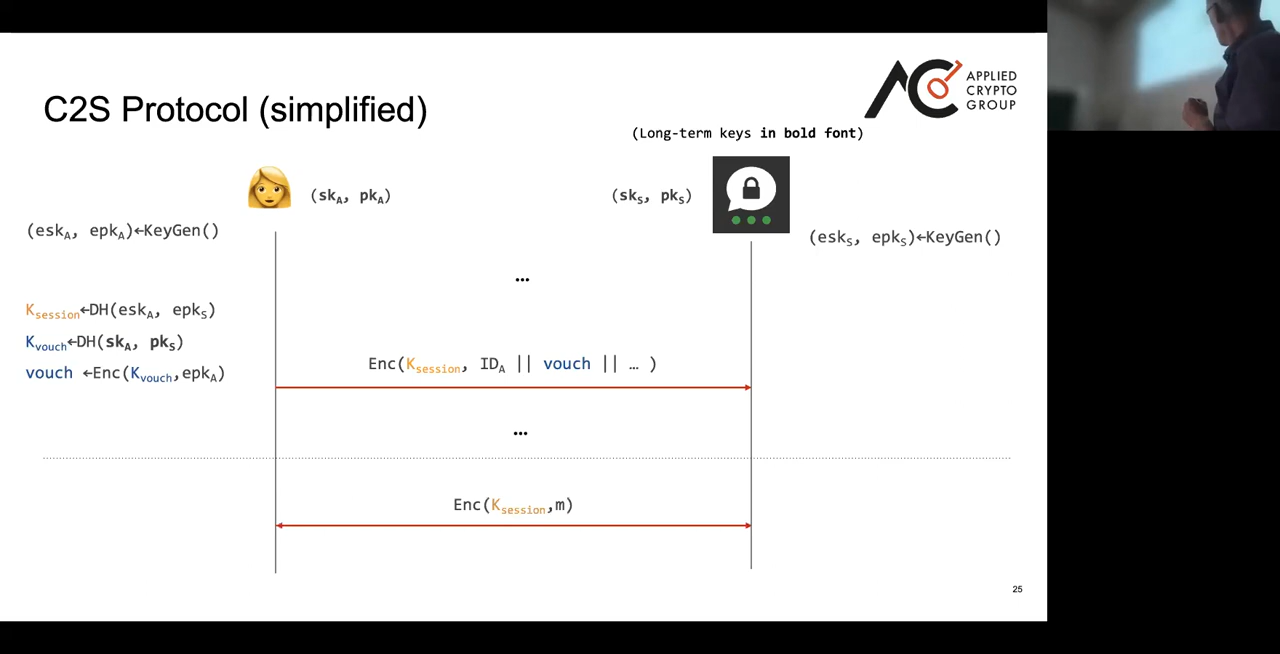 C2S Protocol (simplified)
APPLIED
CRYPTO
GROUP
(Long-term keys in bold font)
(skA, pkA)
(skS, pkS)
(eskA, epkA)←KeyGen()
(eskS, epkS)←KeyGen()
...
Ksession←DH(eskA, epkS)
Kvouch←DH(skA, pkS)
vouch ←Enc(Kvouch,epkA)
Enc(Ksession, IDA || vouch || … )
...
Enc(Ksession,m)
25